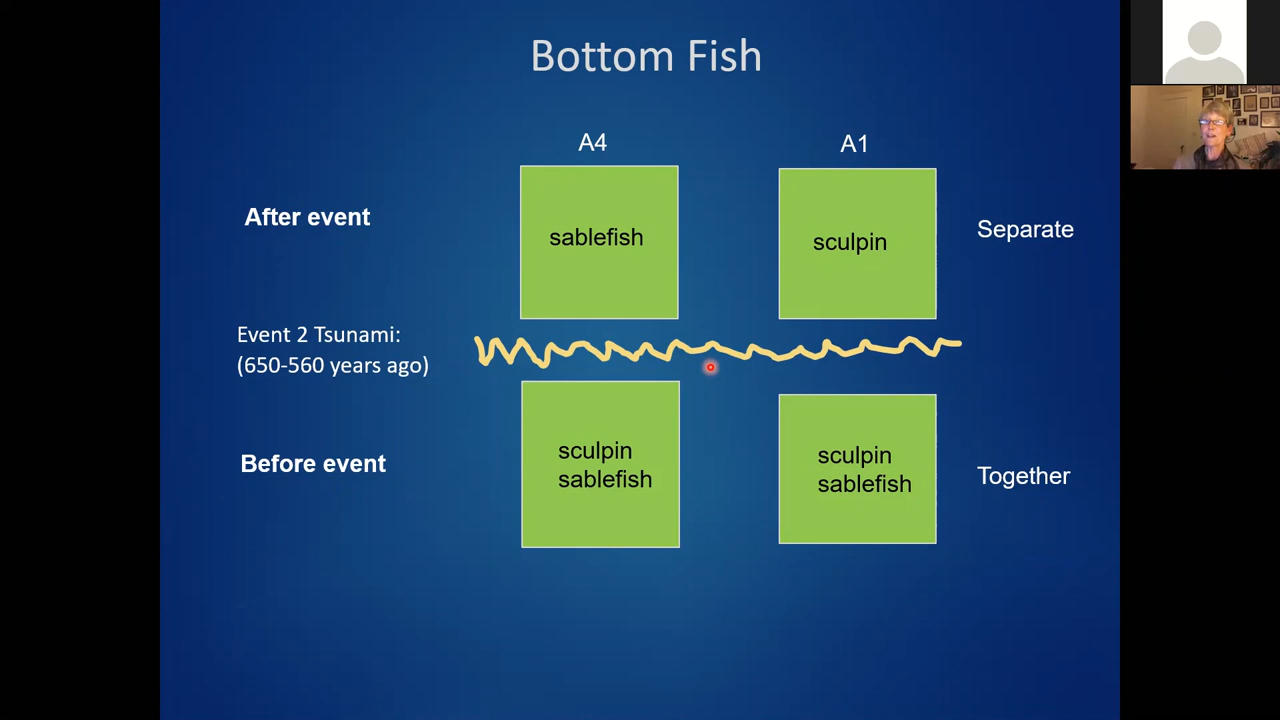 Bottom Fish
A4
A1
After event
sablefish
sculpin
Separate
Event 2 Tsunami:
(650-560 years ago)
Before event
sculpin
sablefish
sculpin
sablefish
Together